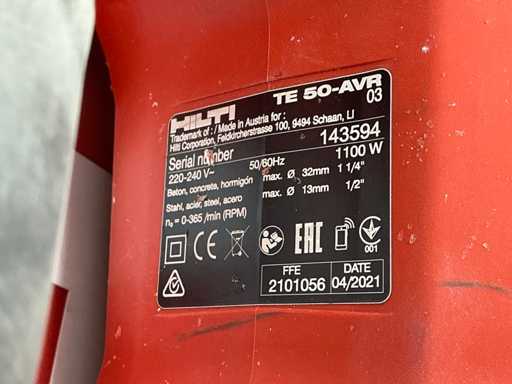 HILTI TE 50-AVR
03
Trademark of : / Made in Austria for :
Hilti Corporation, Feldkircherstrasse 100, 9494 Schaan, LI
Serial number 143594
220-240 V~ 50/60Hz 1100 W
Beton, concrete, hormigón max. Ø 32mm 1 1/4"
Stahl, acier, steel, acero max. Ø 13mm 1/2"
n₀ = 0-365 /min (RPM)
CE EAC 001
FFE DATE
2101056 04/2021